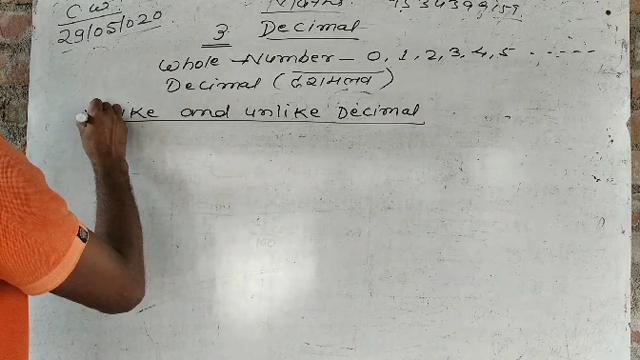 C.W.
29/05/020
Maths.
3 Decimal
Whole Number - 0, 1, 2, 3, 4, 5 ......
Decimal (दशमलव)
Like and unlike Decimal